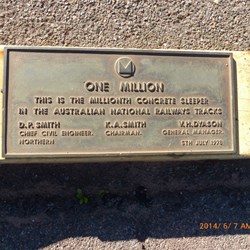 ONE MILLION
THIS IS THE MILLIONTH CONCRETE SLEEPER
IN THE AUSTRALIAN NATIONAL RAILWAYS TRACKS
D.P. SMITH K.A. SMITH V.H. DYASON
CHIEF CIVIL ENGINEER, CHAIRMAN. GENERAL MANAGER.
NORTHERN 5TH JULY
2014/6/7 AM